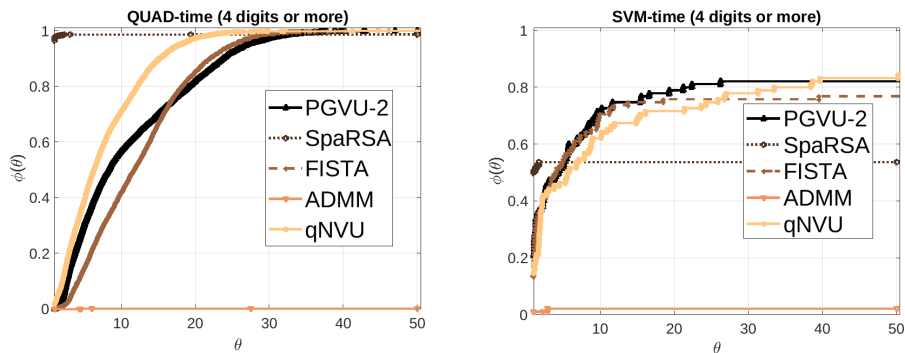 QUAD-time (4 digits or more)
1
0.8
0.6
0.4
0.2
0
ϕ(θ)
10
20
30
40
50
θ
PGVU-2
SpaRSA
FISTA
ADMM
qNVU
SVM-time (4 digits or more)
1
0.8
0.6
0.4
0.2
0
ϕ(θ)
10
20
30
40
50
θ
PGVU-2
SpaRSA
FISTA
ADMM
qNVU